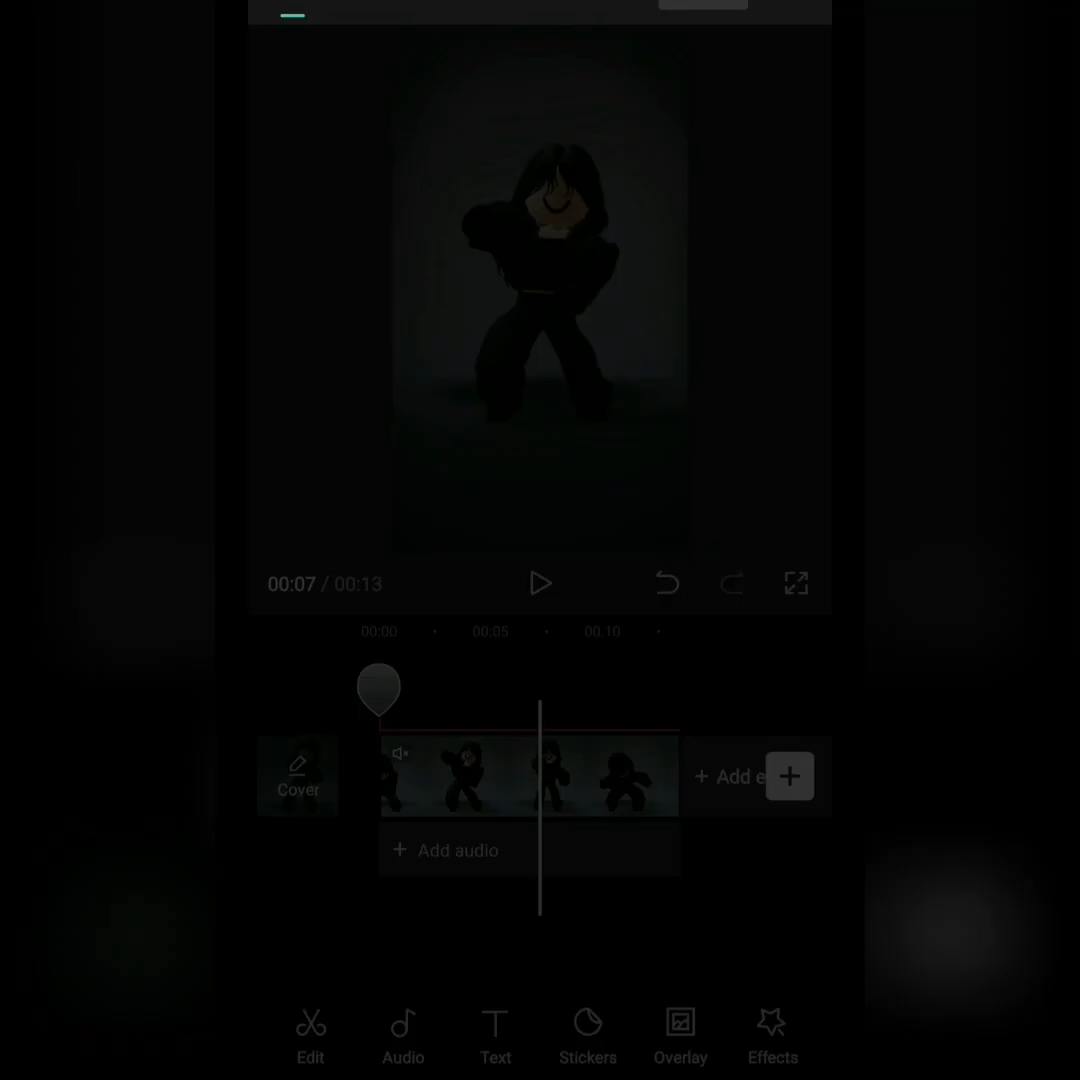 00:07 / 00:13
00:00 00:05 00:10
Cover
+ Add e
+ Add audio
Edit Audio Text Stickers Overlay Effects